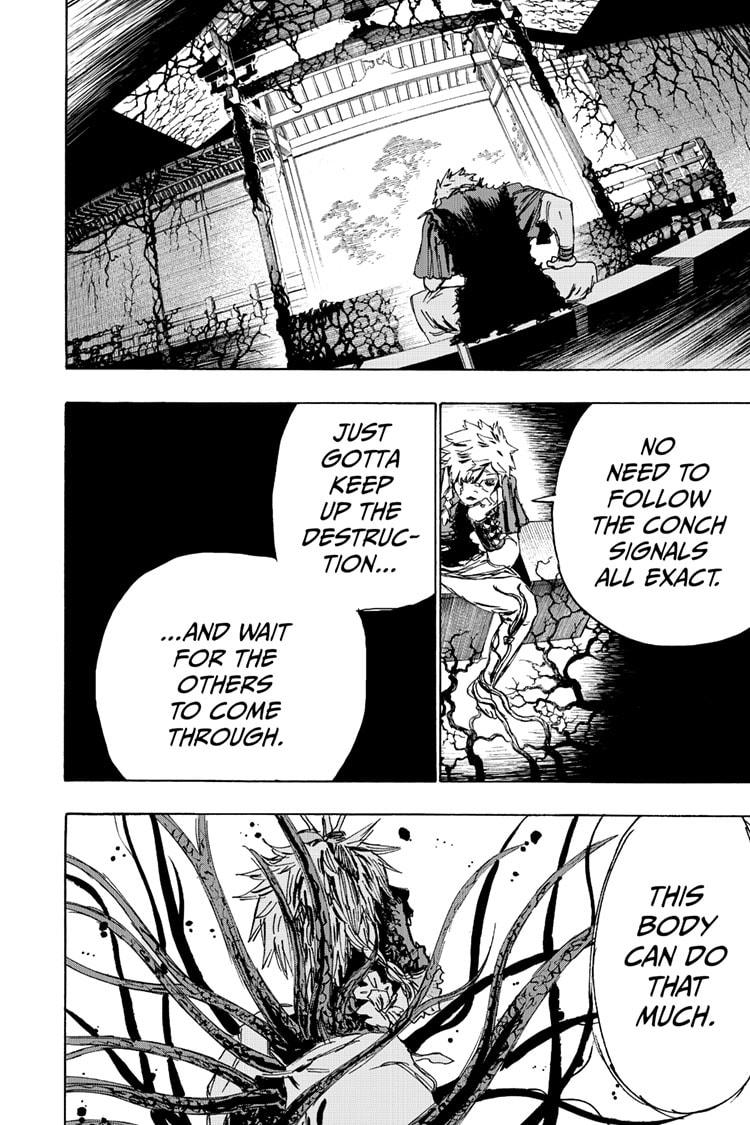 NO
NEED TO
FOLLOW
THE CONCH
SIGNALS
ALL EXACT.
JUST
GOTTA
KEEP
UP THE
DESTRUC-
TION...
...AND WAIT
FOR THE
OTHERS
TO COME
THROUGH.
THIS
BODY
CAN DO
THAT
MUCH.